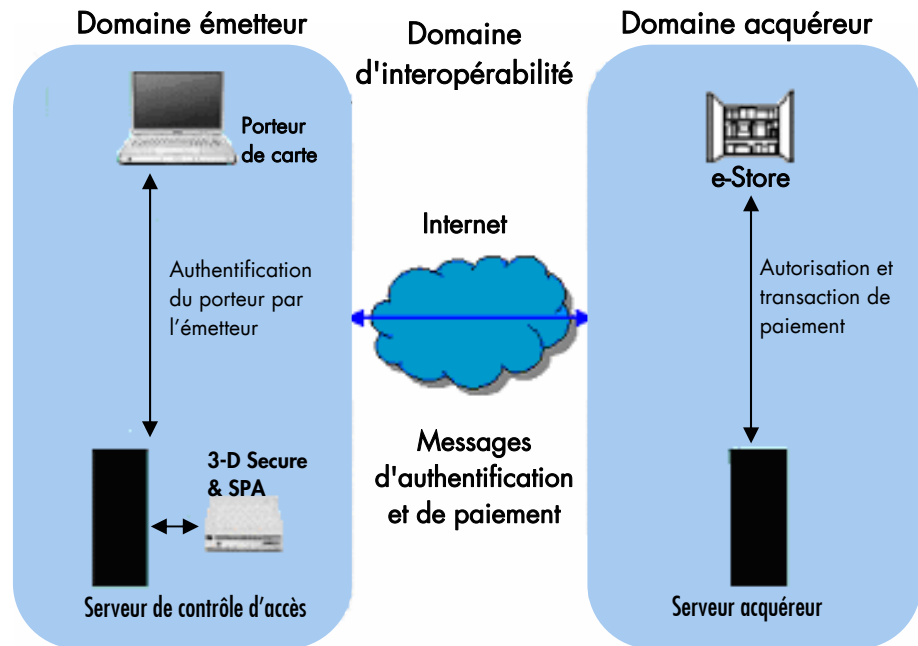 Domaine émetteur
Domaine
d'interopérabilité
Domaine acquéreur
Porteur
de carte
e-Store
Internet
Authentification
du porteur par
l'émetteur
Autorisation et
transaction de
paiement
3-D Secure
& SPA
Messages
d'authentification
et de paiement
Serveur de contrôle d'accès
Serveur acquéreur